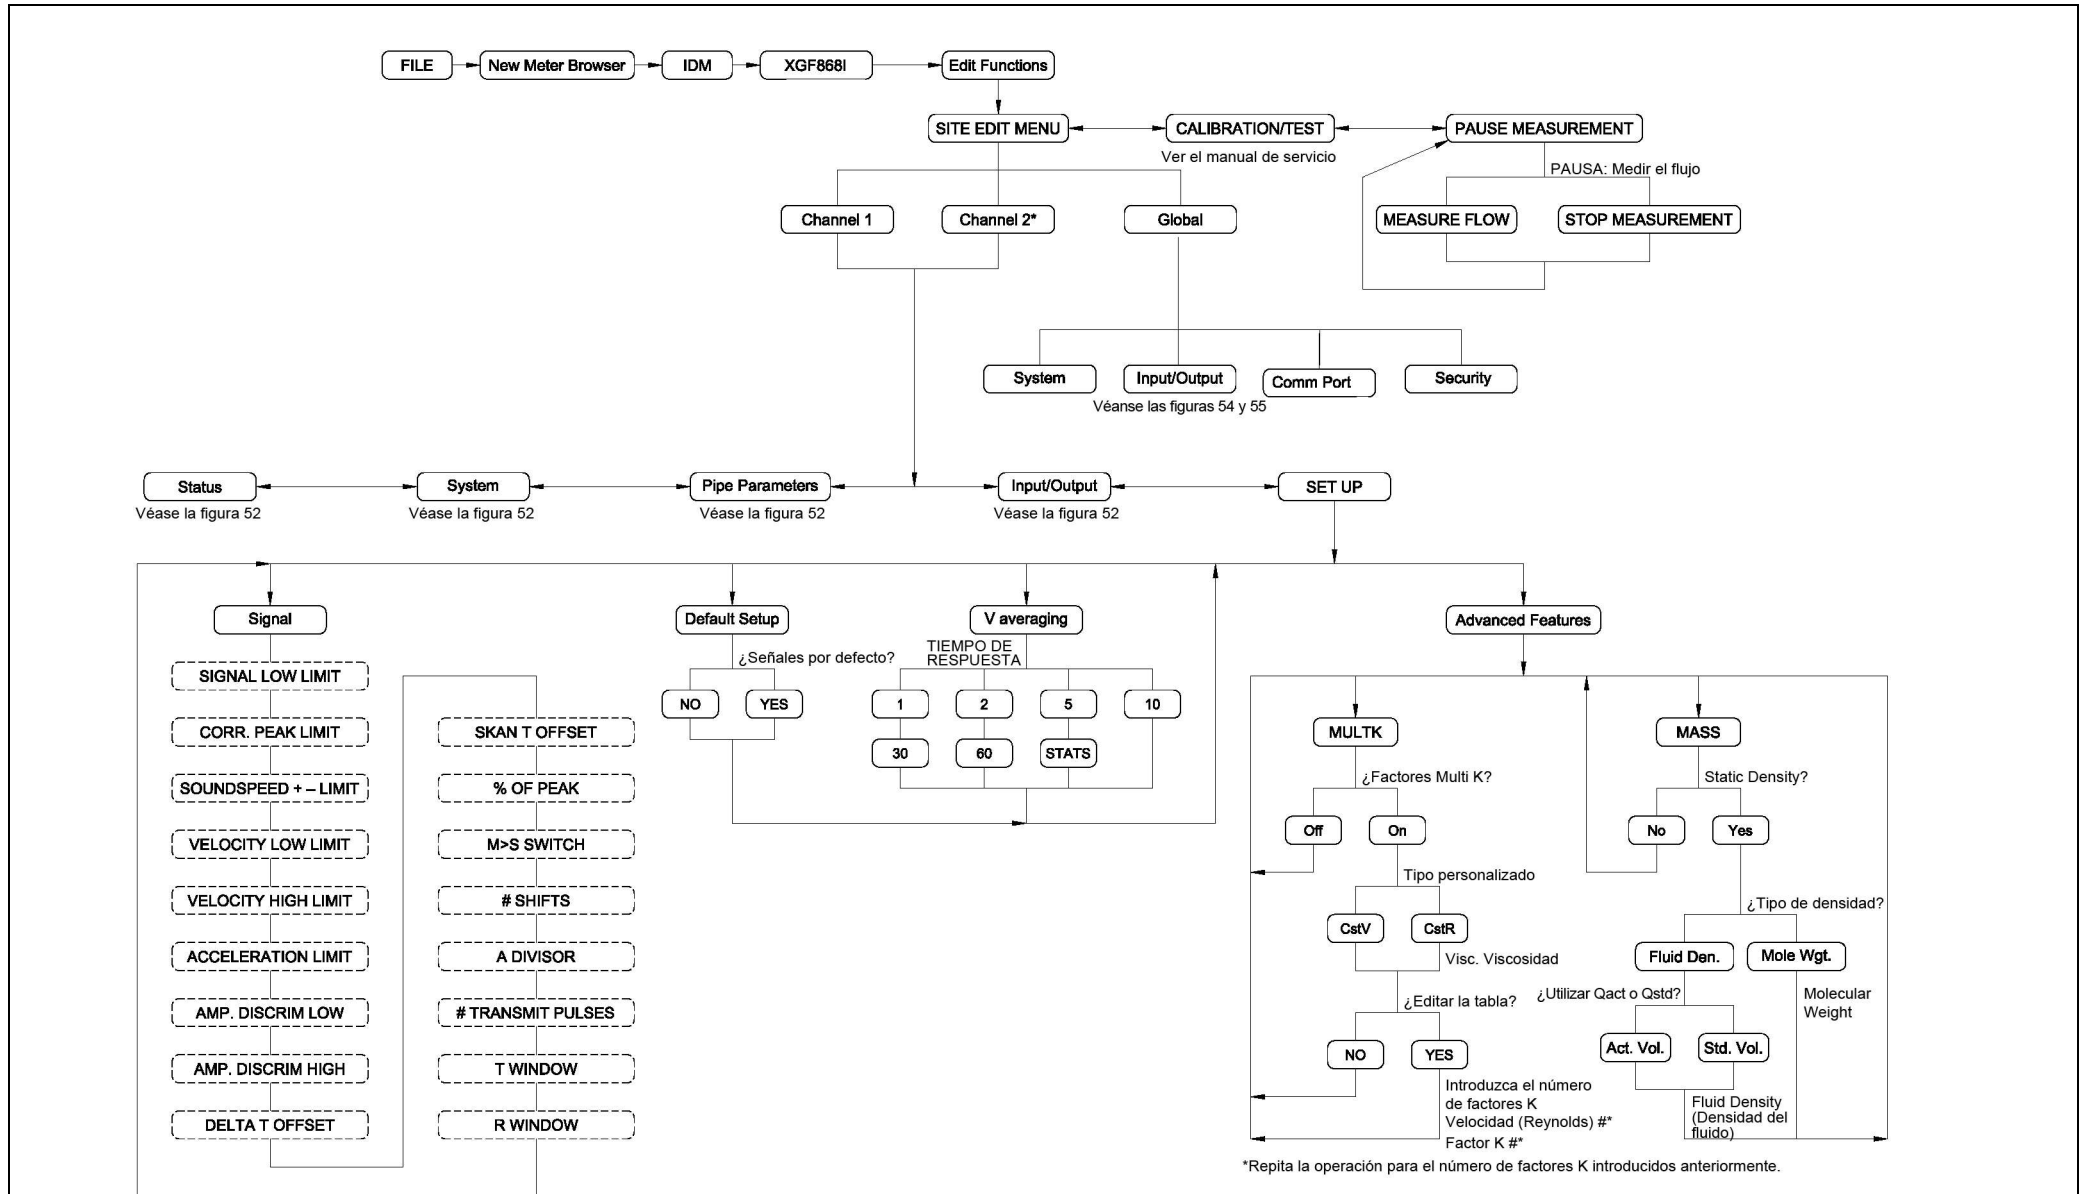 FILE
New Meter Browser
IDM
XGF868I
Edit Functions
SITE EDIT MENU
CALIBRATION/TEST
PAUSE MEASUREMENT
Ver el manual de servicio
PAUSA: Medir el flujo
Channel 1
Channel 2*
Global
MEASURE FLOW
STOP MEASUREMENT
System
Input/Output
Comm Port
Security
Véanse las figuras 54 y 55
Status
System
Pipe Parameters
Input/Output
SET UP
Véase la figura 52
Véase la figura 52
Véase la figura 52
Véase la figura 52
Signal
Default Setup
V averaging
Advanced Features
¿Señales por defecto?
TIEMPO DE
RESPUESTA
SIGNAL LOW LIMIT
CORR. PEAK LIMIT
SOUNDSPEED + – LIMIT
VELOCITY LOW LIMIT
VELOCITY HIGH LIMIT
ACCELERATION LIMIT
AMP. DISCRIM LOW
AMP. DISCRIM HIGH
DELTA T OFFSET
SKAN T OFFSET
% OF PEAK
M>S SWITCH
# SHIFTS
A DIVISOR
# TRANSMIT PULSES
T WINDOW
R WINDOW
NO
YES
1
2
5
10
30
60
STATS
MULTK
¿Factores Multi K?
Off
On
Tipo personalizado
CstV
CstR
Visc. Viscosidad
¿Editar la tabla?
NO
YES
Introduzca el número
de factores K
Velocidad (Reynolds) #*
Factor K #*
MASS
Static Density?
No
Yes
¿Tipo de densidad?
Fluid Den.
Mole Wgt.
¿Utilizar Qact o Qstd?
Molecular
Weight
Act. Vol.
Std. Vol.
Fluid Density
(Densidad del
fluido)
*Repita la operación para el número de factores K introducidos anteriormente.